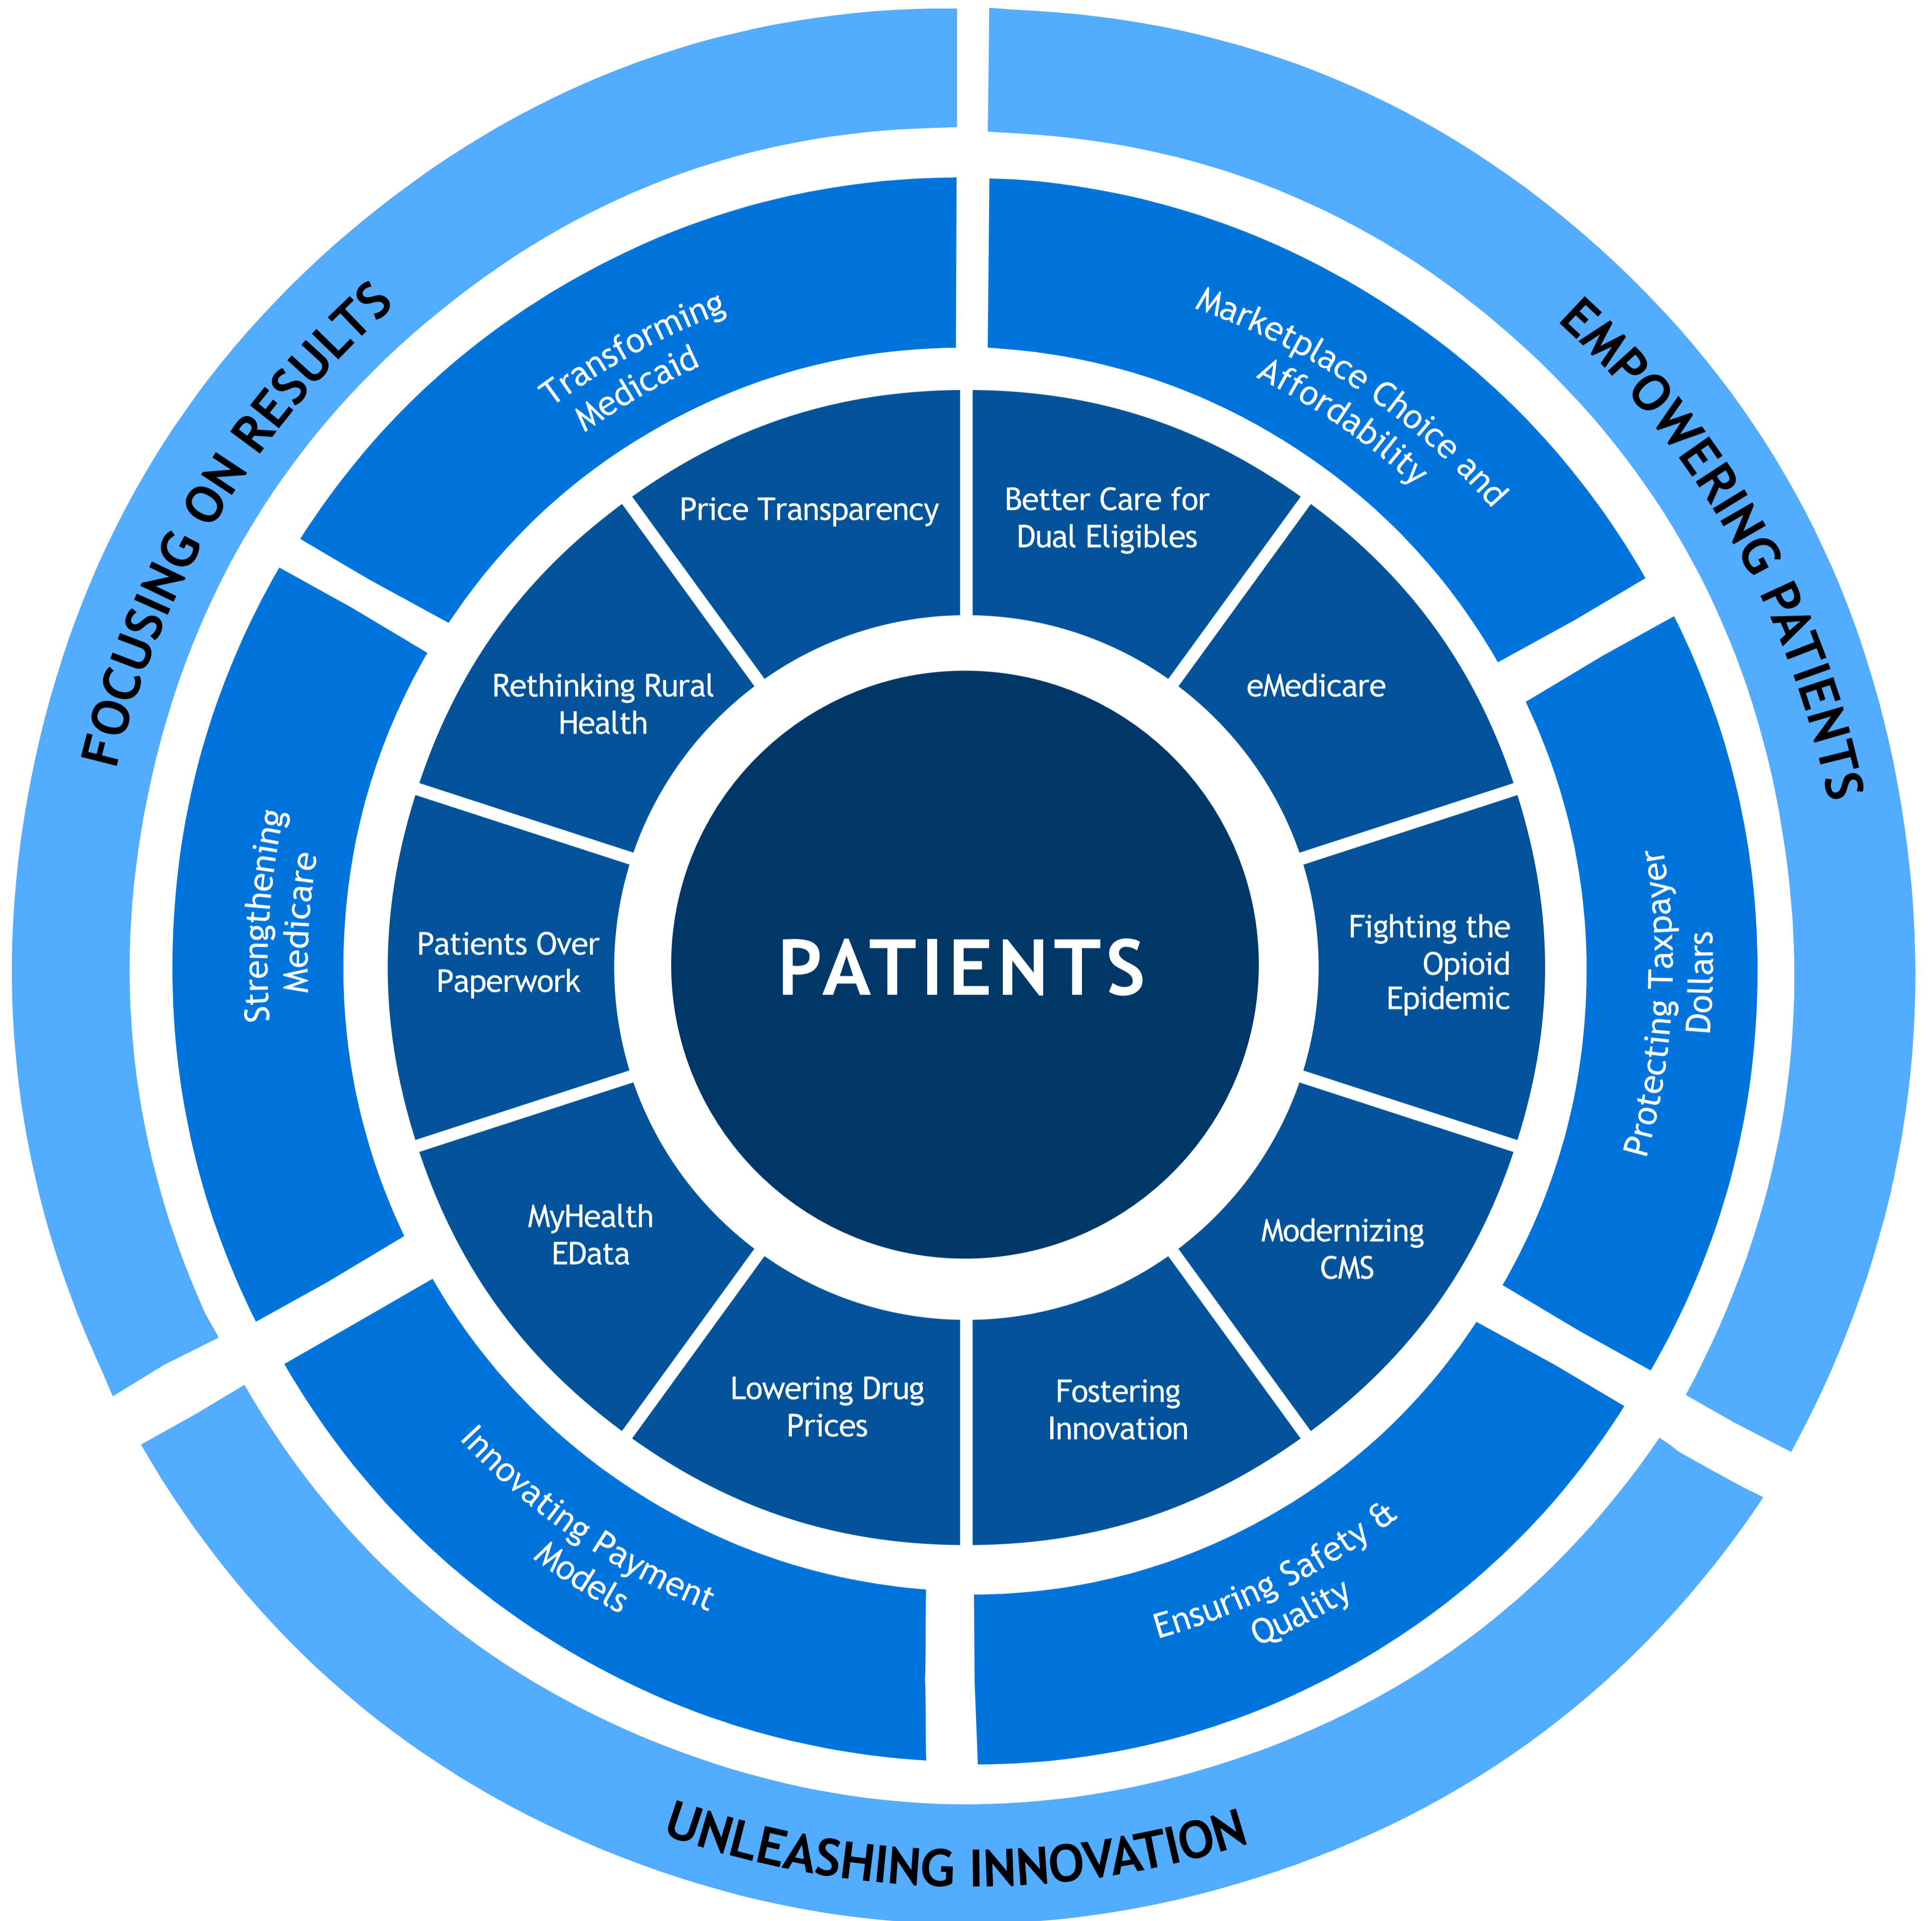 FOCUSING ON RESULTS
EMPOWERING PATIENTS
UNLEASHING INNOVATION
Transforming
Medicaid
Marketplace Choice and
Affordability
Protecting Taxpayer
Dollars
Ensuring Safety &
Quality
Innovating Payment
Models
Strengthening
Medicare
Price Transparency
Better Care for
Dual Eligibles
eMedicare
Fighting the
Opioid
Epidemic
Modernizing
CMS
Fostering
Innovation
Lowering Drug
Prices
MyHealth
EData
Patients Over
Paperwork
Rethinking Rural
Health
PATIENTS